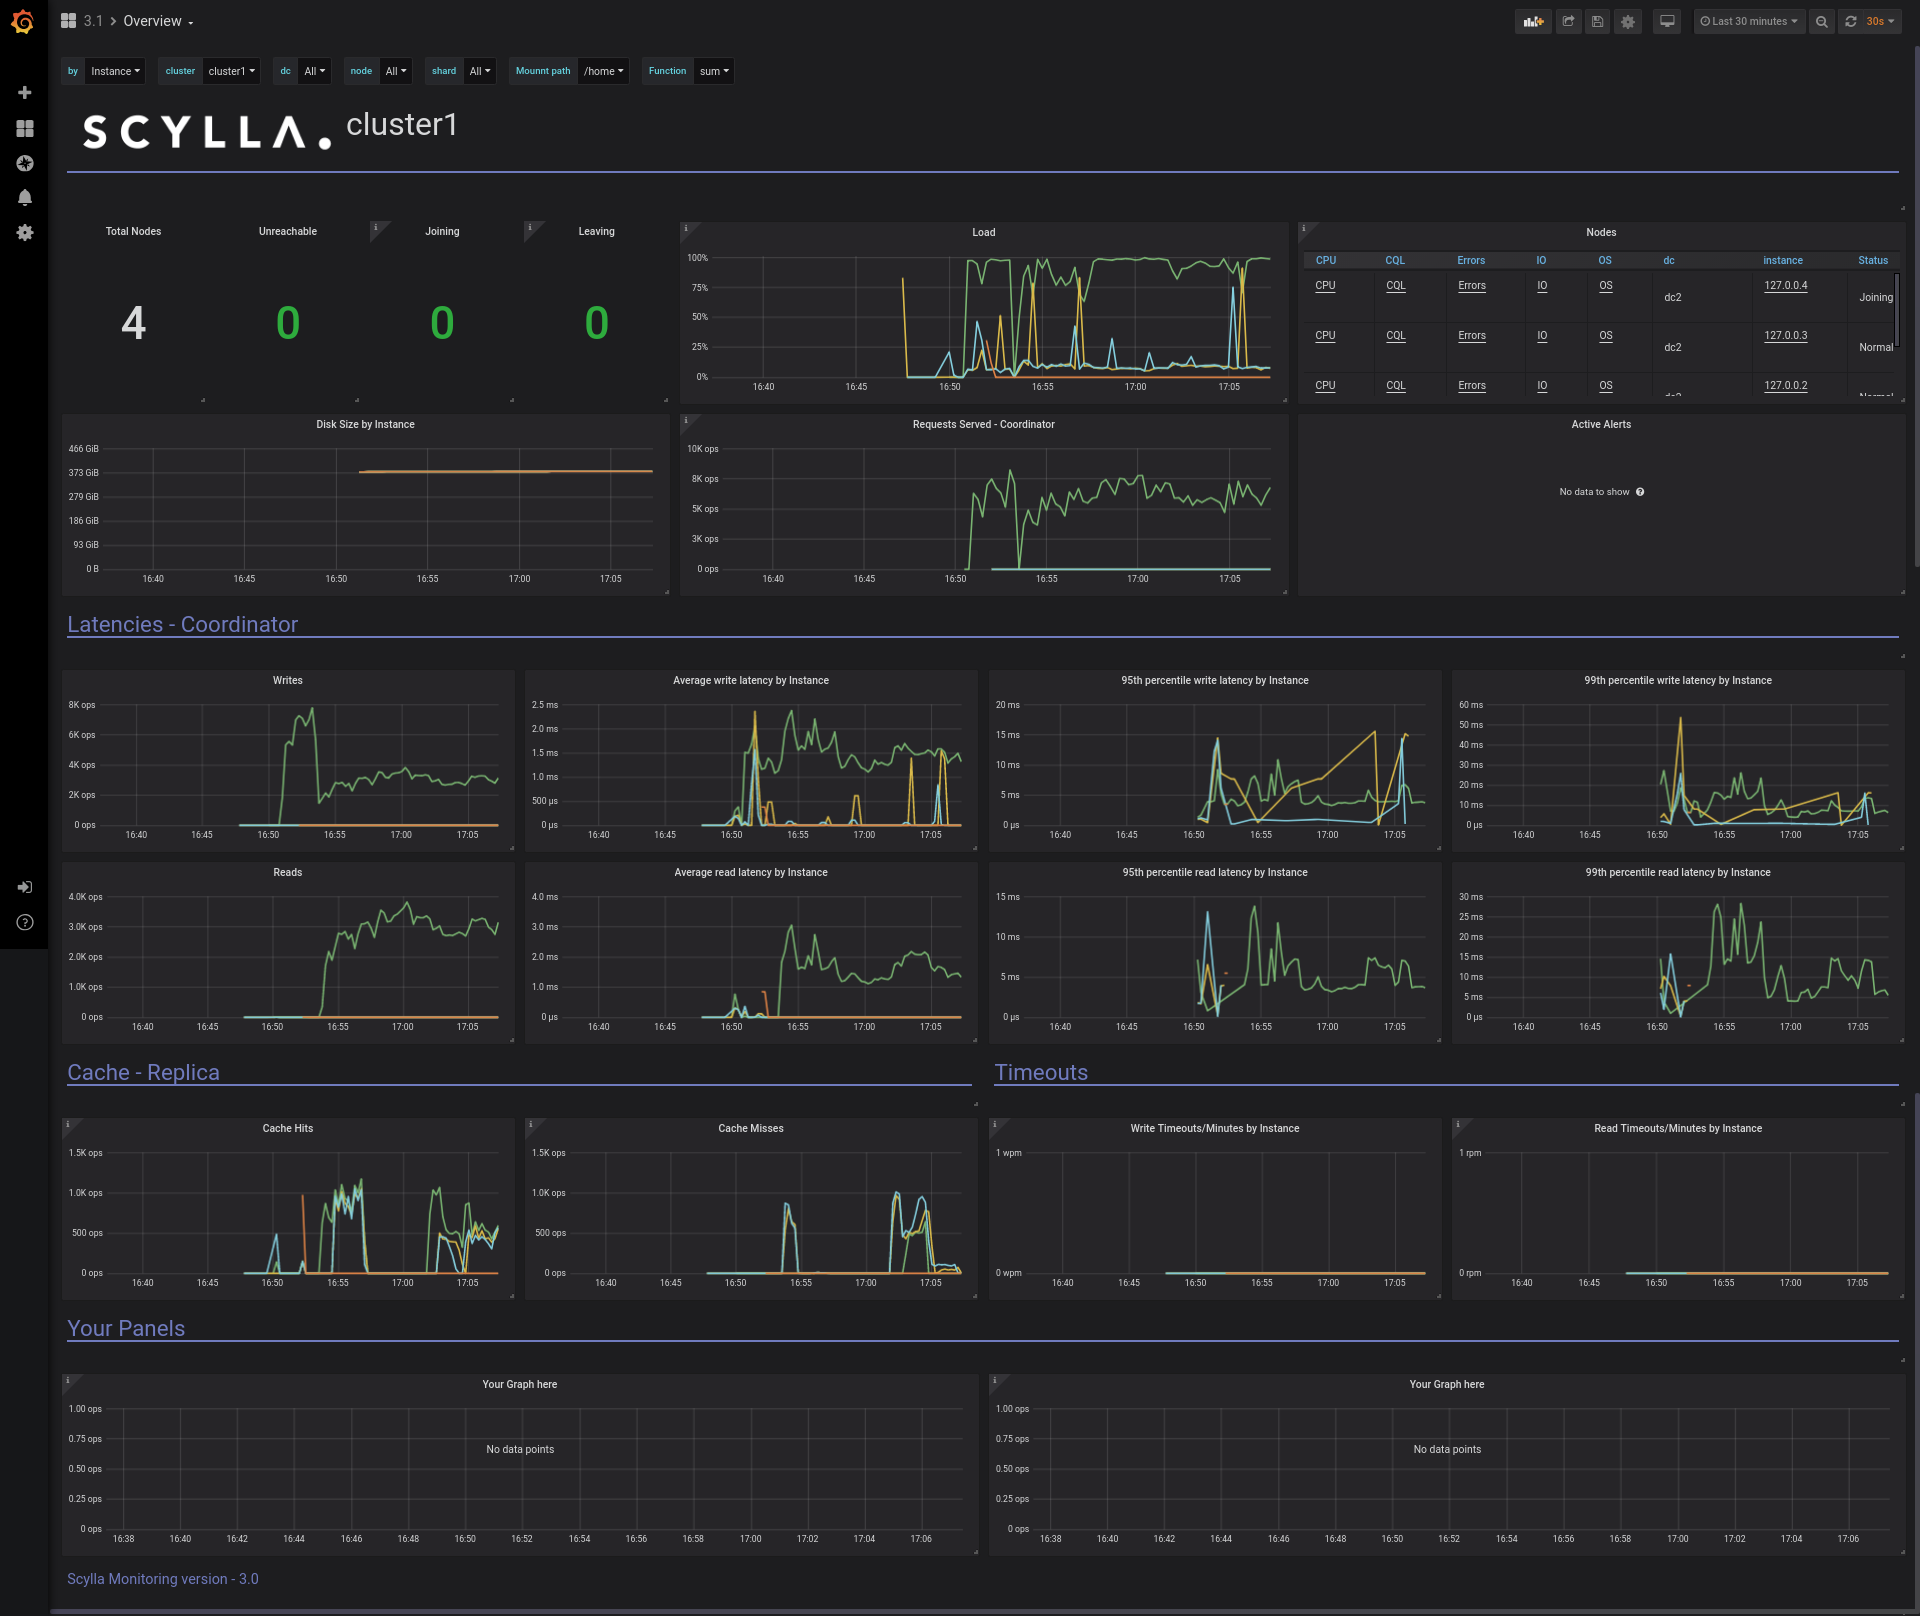 3.1 > Overview
Last 30 minutes
30s
by Instance cluster cluster1 dc All node All shard All Mounnt path /home Function sum
SCYLLA. cluster1
Total Nodes
4
Unreachable
0
Joining
0
Leaving
0
Load
100%
75%
50%
25%
0%
16:40 16:45 16:50 16:55 17:00 17:05
Nodes
CPU CQL Errors IO OS dc instance Status
CPU CQL Errors IO OS dc2 127.0.0.4 Joining
CPU CQL Errors IO OS dc2 127.0.0.3 Normal
CPU CQL Errors IO OS 127.0.0.2
Disk Size by Instance
466 GiB
373 GiB
279 GiB
186 GiB
93 GiB
0 B
16:40 16:45 16:50 16:55 17:00 17:05
Requests Served - Coordinator
10K ops
8K ops
5K ops
3K ops
0 ops
16:40 16:45 16:50 16:55 17:00 17:05
Active Alerts
No data to show
Latencies - Coordinator
Writes
8K ops
6K ops
4K ops
2K ops
0 ops
16:40 16:45 16:50 16:55 17:00 17:05
Average write latency by Instance
2.5 ms
2.0 ms
1.5 ms
1.0 ms
500 µs
0 µs
16:40 16:45 16:50 16:55 17:00 17:05
95th percentile write latency by Instance
20 ms
15 ms
10 ms
5 ms
0 µs
16:40 16:45 16:50 16:55 17:00 17:05
99th percentile write latency by Instance
60 ms
50 ms
40 ms
30 ms
20 ms
10 ms
0 µs
16:40 16:45 16:50 16:55 17:00 17:05
Reads
4.0K ops
3.0K ops
2.0K ops
1.0K ops
0 ops
16:40 16:45 16:50 16:55 17:00 17:05
Average read latency by Instance
4.0 ms
3.0 ms
2.0 ms
1.0 ms
0 µs
16:40 16:45 16:50 16:55 17:00 17:05
95th percentile read latency by Instance
15 ms
10 ms
5 ms
0 µs
16:40 16:45 16:50 16:55 17:00 17:05
99th percentile read latency by Instance
30 ms
25 ms
20 ms
15 ms
10 ms
5 ms
0 µs
16:40 16:45 16:50 16:55 17:00 17:05
Cache - Replica
Timeouts
Cache Hits
1.5K ops
1.0K ops
500 ops
0 ops
16:40 16:45 16:50 16:55 17:00 17:05
Cache Misses
1.5K ops
1.0K ops
500 ops
0 ops
16:40 16:45 16:50 16:55 17:00 17:05
Write Timeouts/Minutes by Instance
1 wpm
0 wpm
16:40 16:45 16:50 16:55 17:00 17:05
Read Timeouts/Minutes by Instance
1 rpm
0 rpm
16:40 16:45 16:50 16:55 17:00 17:05
Your Panels
Your Graph here
1.00 ops
0.75 ops
No data points
0.50 ops
0.25 ops
0 ops
16:38 16:40 16:42 16:44 16:46 16:48 16:50 16:52 16:54 16:56 16:58 17:00 17:02 17:04 17:06
Your Graph here
1.00 ops
0.75 ops
No data points
0.50 ops
0.25 ops
0 ops
16:38 16:40 16:42 16:44 16:46 16:48 16:50 16:52 16:54 16:56 16:58 17:00 17:02 17:04 17:06
Scylla Monitoring version - 3.0